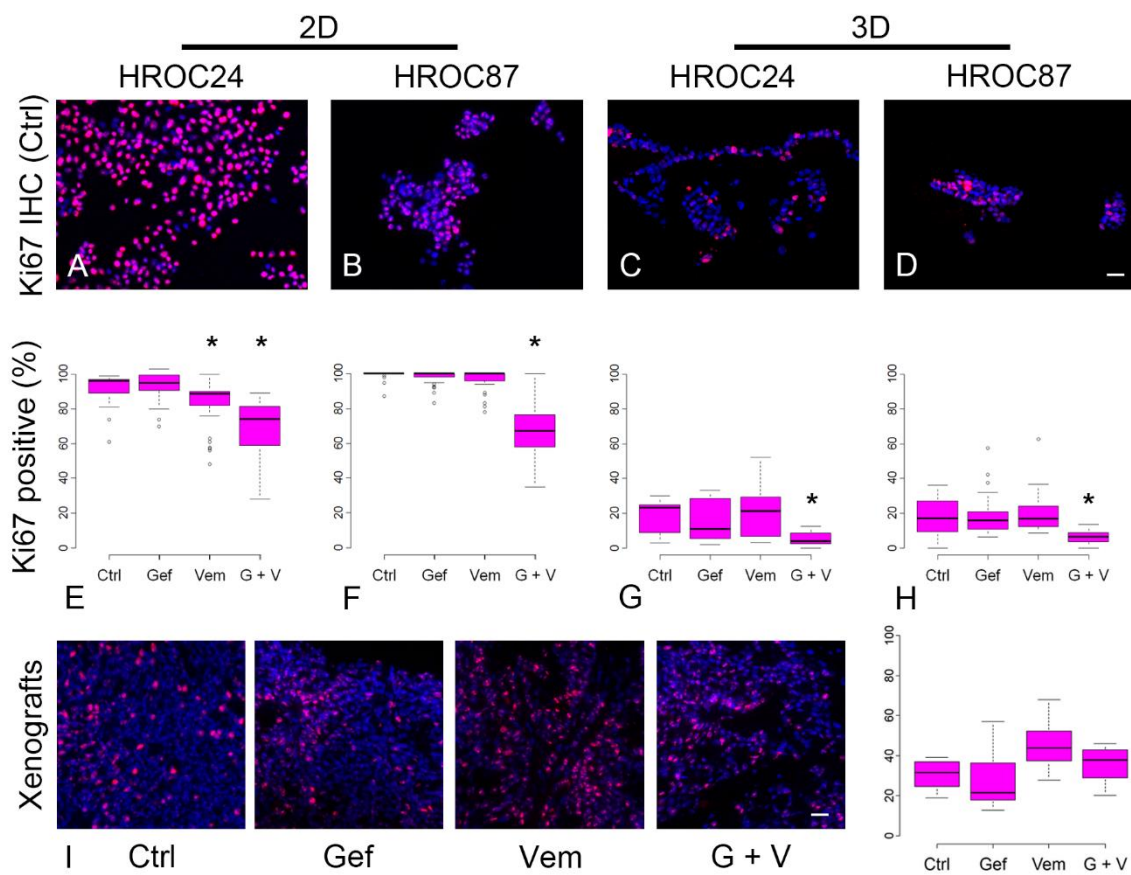 2D 3D
HROC24 HROC87 HROC24 HROC87
Ki67 IHC (Ctrl)
A B C D
Ki67 positive (%)
* * * * *
100 100 100 100
80 80 80 80
60 60 60 60
40 40 40 40
20 20 20 20
0 0 0 0
Ctrl Gef Vem G + V Ctrl Gef Vem G + V Ctrl Gef Vem G + V Ctrl Gef Vem G + V
E F G H
Xenografts
100
80
60
40
20
0
I Ctrl Gef Vem G + V
Ctrl Gef Vem G + V